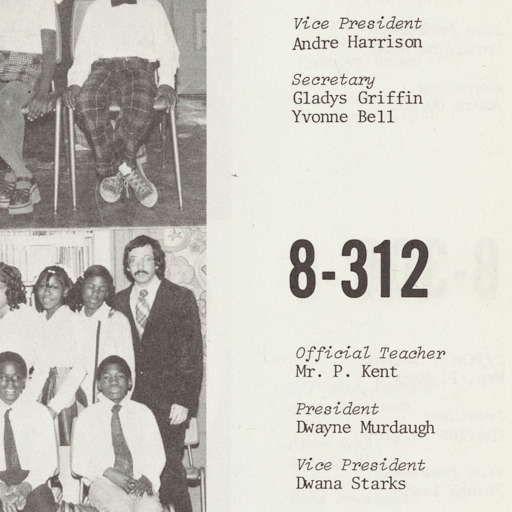 Vice President
Andre Harrison
Secretary
Gladys Griffin
Yvonne Bell
8-312
Official Teacher
Mr. P. Kent
President
Dwayne Murdaugh
Vice President
Dwana Starks